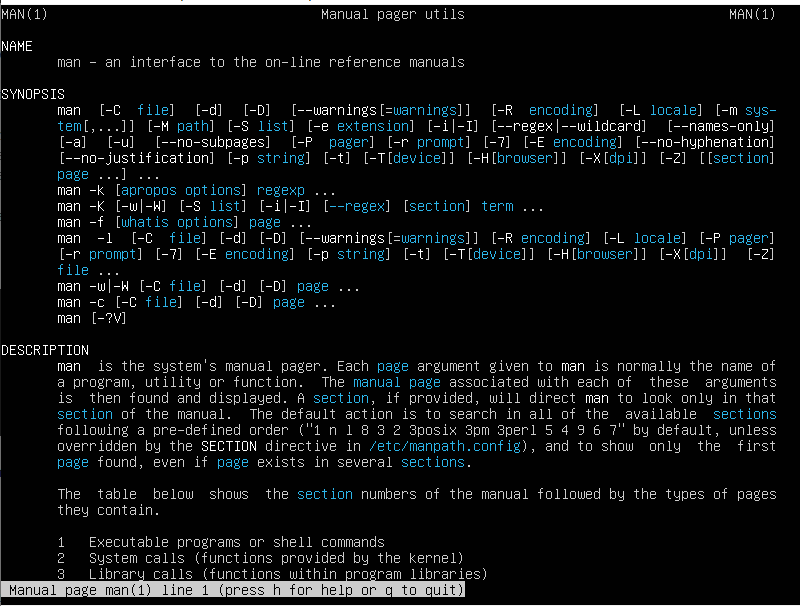 MAN(1)                                  Manual pager utils                                 MAN(1)
NAME
man - an interface to the on-line reference manuals
SYNOPSIS
man [-C file] [-d] [-D] [--warnings[=warnings]] [-R encoding] [-L locale] [-m sys-
tem[,...]] [-M path] [-S list] [-e extension] [-i|-I] [--regex|--wildcard] [--names-only]
[-a] [-u] [--no-subpages] [-P pager] [-r prompt] [-7] [-E encoding] [--no-hyphenation]
[--no-justification] [-p string] [-t] [-T[device]] [-H[browser]] [-X[dpi]] [-Z] [[section]
page ...] ...
man -k [apropos options] regexp ...
man -K [-w|-W] [-S list] [-i|-I] [--regex] [section] term ...
man -f [whatis options] page ...
man -l [-C file] [-d] [-D] [--warnings[=warnings]] [-R encoding] [-L locale] [-P pager]
[-r prompt] [-7] [-E encoding] [-p string] [-t] [-T[device]] [-H[browser]] [-X[dpi]] [-Z]
file ...
man -w|-W [-C file] [-d] [-D] page ...
man -c [-C file] [-d] [-D] page ...
man [-?V]
DESCRIPTION
man is the system's manual pager. Each page argument given to man is normally the name of
a program, utility or function. The manual page associated with each of these arguments
is then found and displayed. A section, if provided, will direct man to look only in that
section of the manual. The default action is to search in all of the available sections
following a pre-defined order ("1 n l 8 3 2 3posix 3pm 3perl 5 4 9 6 7" by default, unless
overridden by the SECTION directive in /etc/manpath.config), and to show only the first
page found, even if page exists in several sections.
The table below shows the section numbers of the manual followed by the types of pages
they contain.
1 Executable programs or shell commands
2 System calls (functions provided by the kernel)
3 Library calls (functions within program libraries)
Manual page man(1) line 1 (press h for help or q to quit)